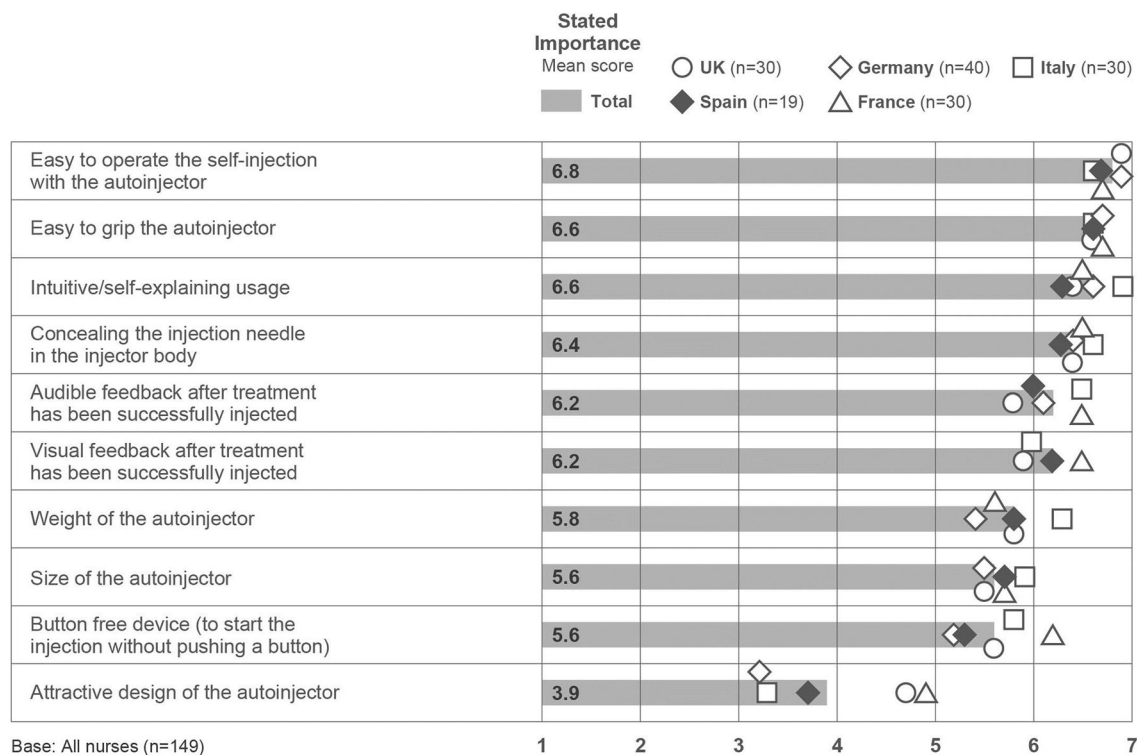 Stated
Importance
Mean score
UK (n=30)
Germany (n=40)
Italy (n=30)
Total
Spain (n=19)
France (n=30)
Easy to operate the self-injection
with the autoinjector
6.8
Easy to grip the autoinjector
6.6
Intuitive/self-explaining usage
6.6
Concealing the injection needle
in the injector body
6.4
Audible feedback after treatment
has been successfully injected
6.2
Visual feedback after treatment
has been successfully injected
6.2
Weight of the autoinjector
5.8
Size of the autoinjector
5.6
Button free device (to start the
injection without pushing a button)
5.6
Attractive design of the autoinjector
3.9
Base: All nurses (n=149)
1 2 3 4 5 6 7